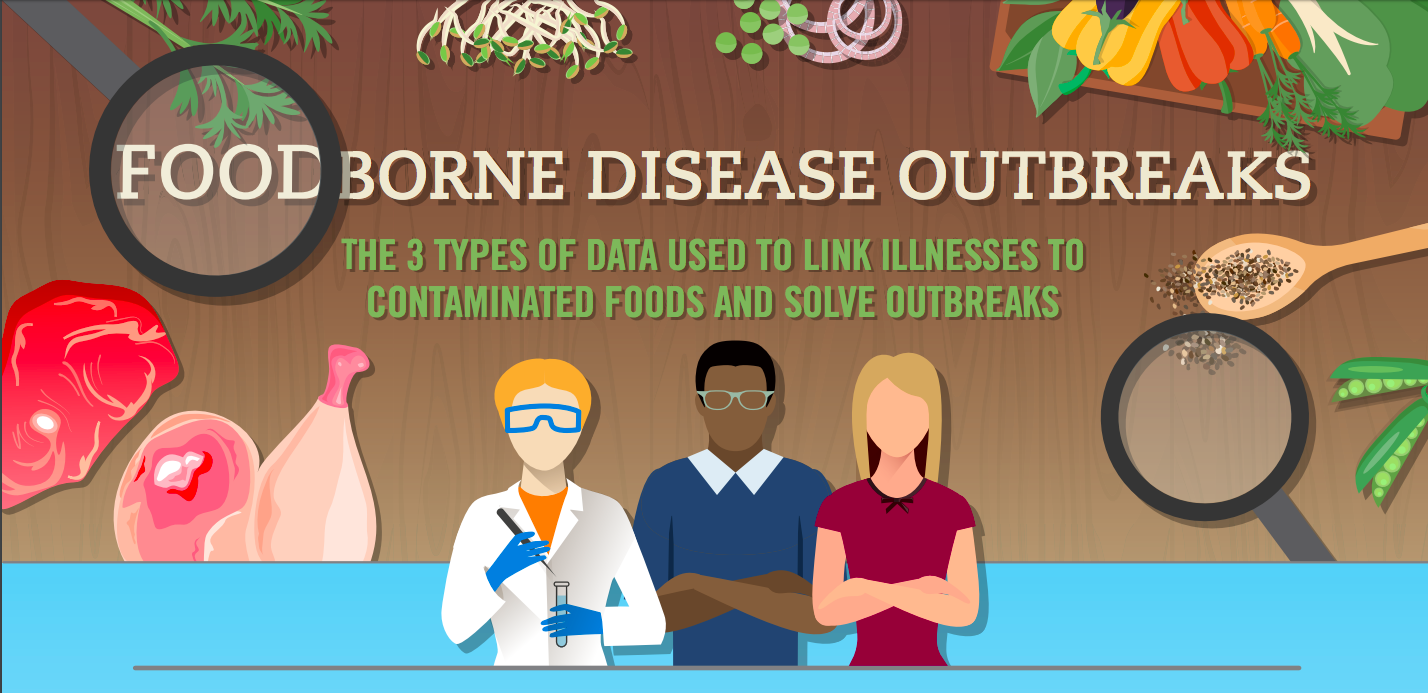 FOODBORNE DISEASE OUTBREAKS
THE 3 TYPES OF DATA USED TO LINK ILLNESSES TO
CONTAMINATED FOODS AND SOLVE OUTBREAKS